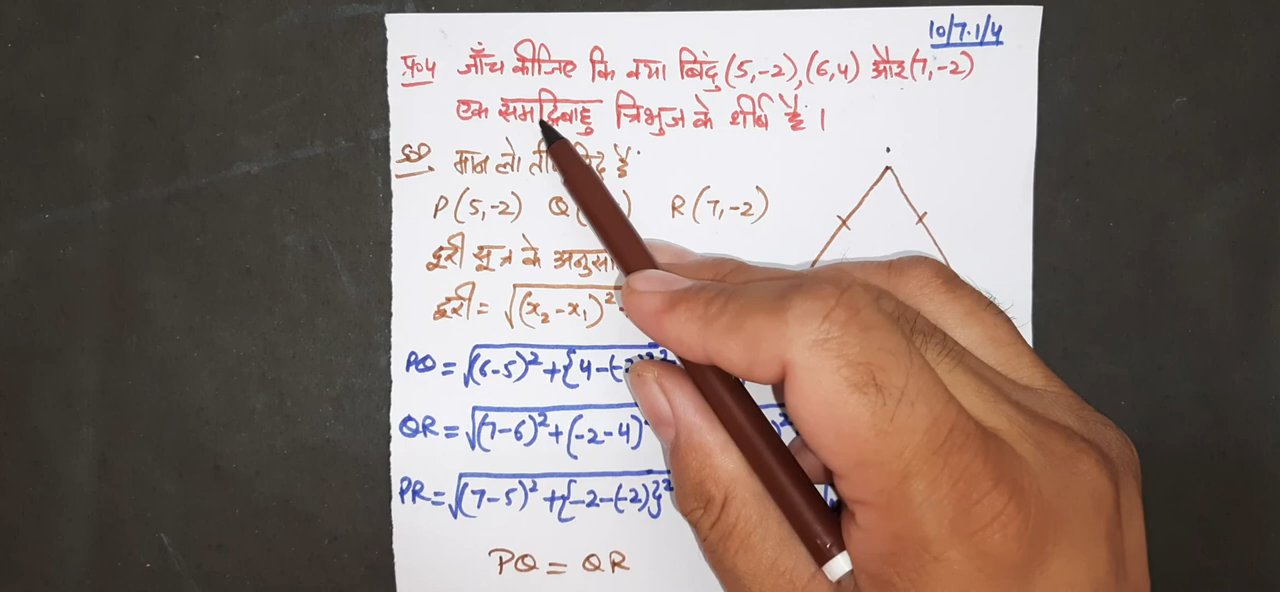 10/7.1/4
प्र०4 जाँच कीजिए कि क्या बिंदु (5,-2), (6,4) और (7,-2)
एक समद्विबाहु त्रिभुज के शीर्ष हैं ।
मान लो
P(5,-2) Q( R(7,-2)
दूरी सूत्र के
दूरी = √(x₂-x₁)²
PQ = √(6-5)²+{4-(-2
QR = √(7-6)²+(-2-4)
PR = √(7-5)²+{-2-(-2)}²
PQ = QR